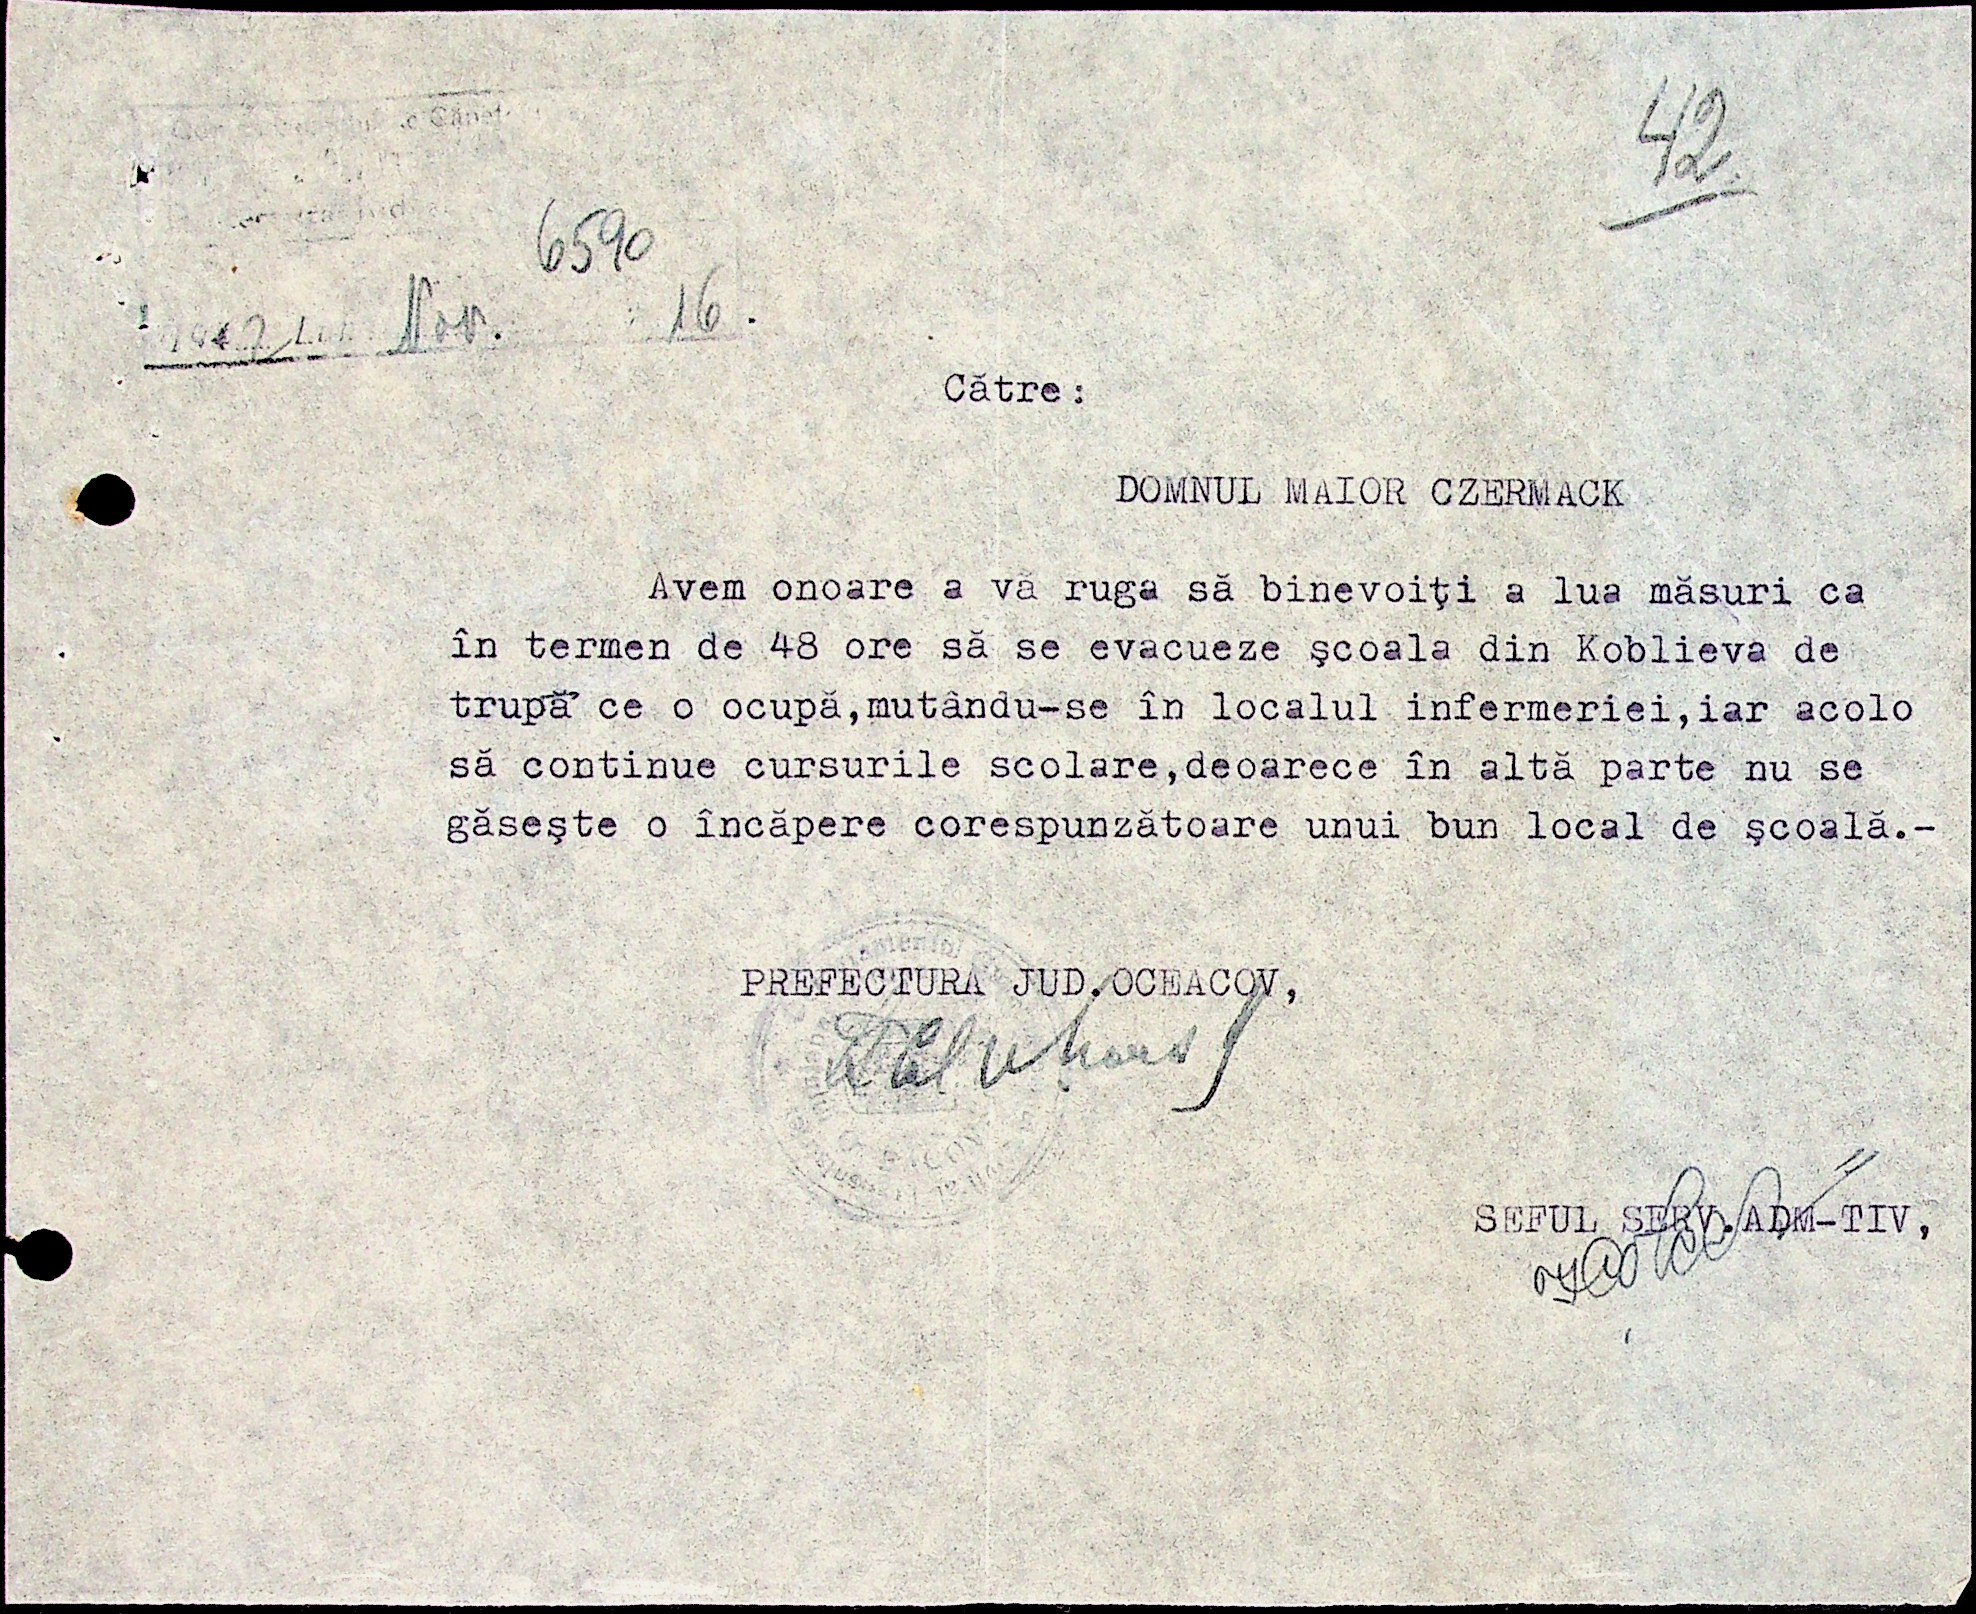 42.
6590
1942 Nov. 16.
Către:
DOMNUL MAIOR CZERMACK
Avem onoare a vă ruga să binevoiţi a lua măsuri ca
în termen de 48 ore să se evacueze şcoala din Koblieva de
trupă ce o ocupă,mutându-se în localul infermeriei,iar acolo
să continue cursurile scolare,deoarece în altă parte nu se
găseşte o încăpere corespunzătoare unui bun local de şcoală.-
PREFECTURA JUD.OCEACOV,
SEFUL SERV.ADM-TIV,